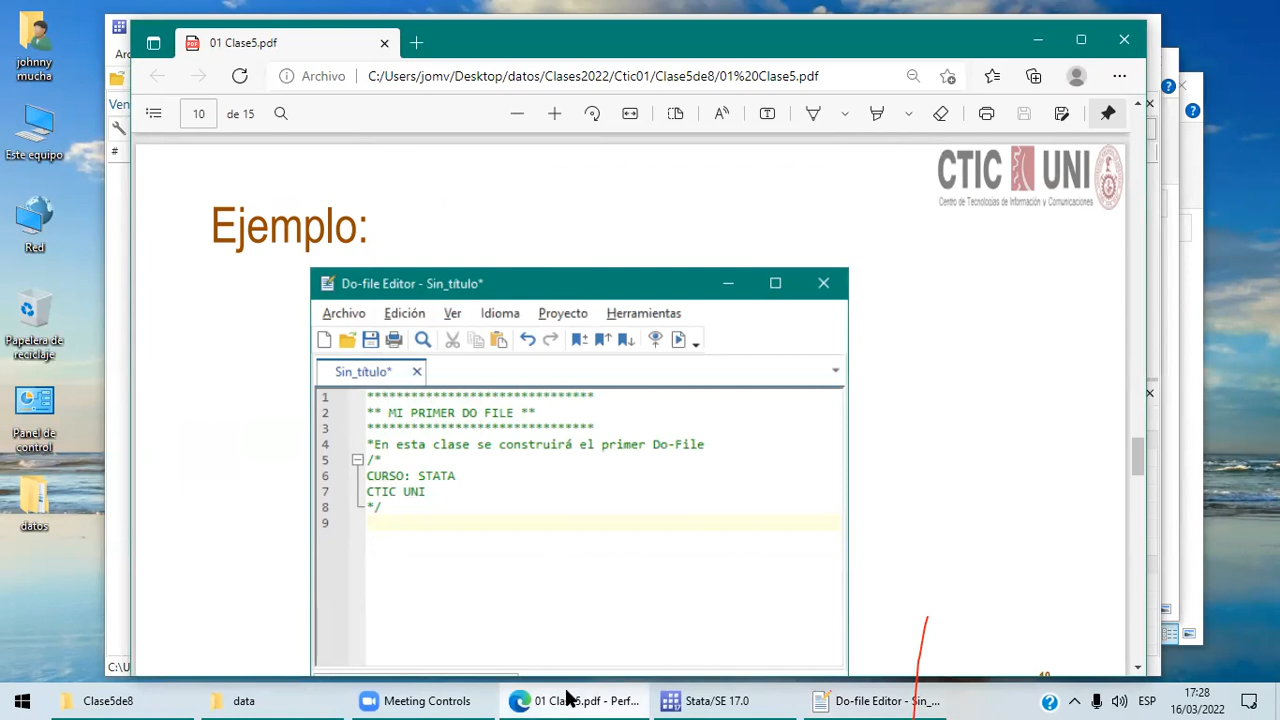 johnny
mucha
Este equipo
Red
Papelera de
reciclaje
Panel de
control
datos
Ven
#
01 Clase5.pdf
Archivo
C:/Users/jomv/Desktop/datos/Clases2022/Ctic01/Clase5de8/01%20Clase5.pdf
10 de 15
CTIC UNI
Centro de Tecnologías de Información y Comunicaciones
Ejemplo:
Do-file Editor - Sin_título*
Archivo Edición Ver Idioma Proyecto Herramientas
Sin_título*
1 *******************************
2 ** MI PRIMER DO FILE **
3 *******************************
4 *En esta clase se construirá el primer Do-File
5 /*
6 CURSO: STATA
7 CTIC UNI
8 */
9
C:\U
Clase5de8
data
Meeting Controls
01 Clase5.pdf - Perf...
Stata/SE 17.0
Do-file Editor - Sin_...
ESP
17:28
16/03/2022